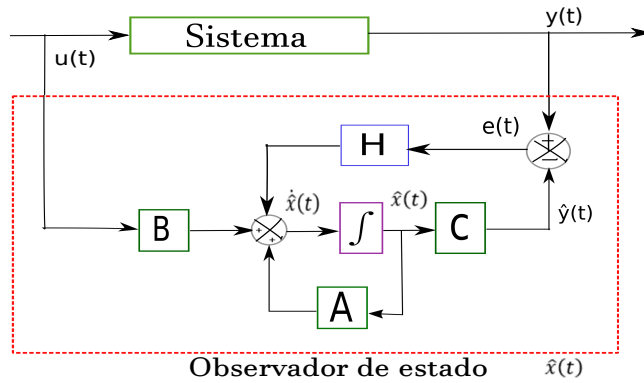 y(t)
Sistema
u(t)
e(t)
+
−
H
ẋ̂(t)
x̂(t)
ŷ(t)
B
+
+
∫
C
A
Observador de estado x̂(t)